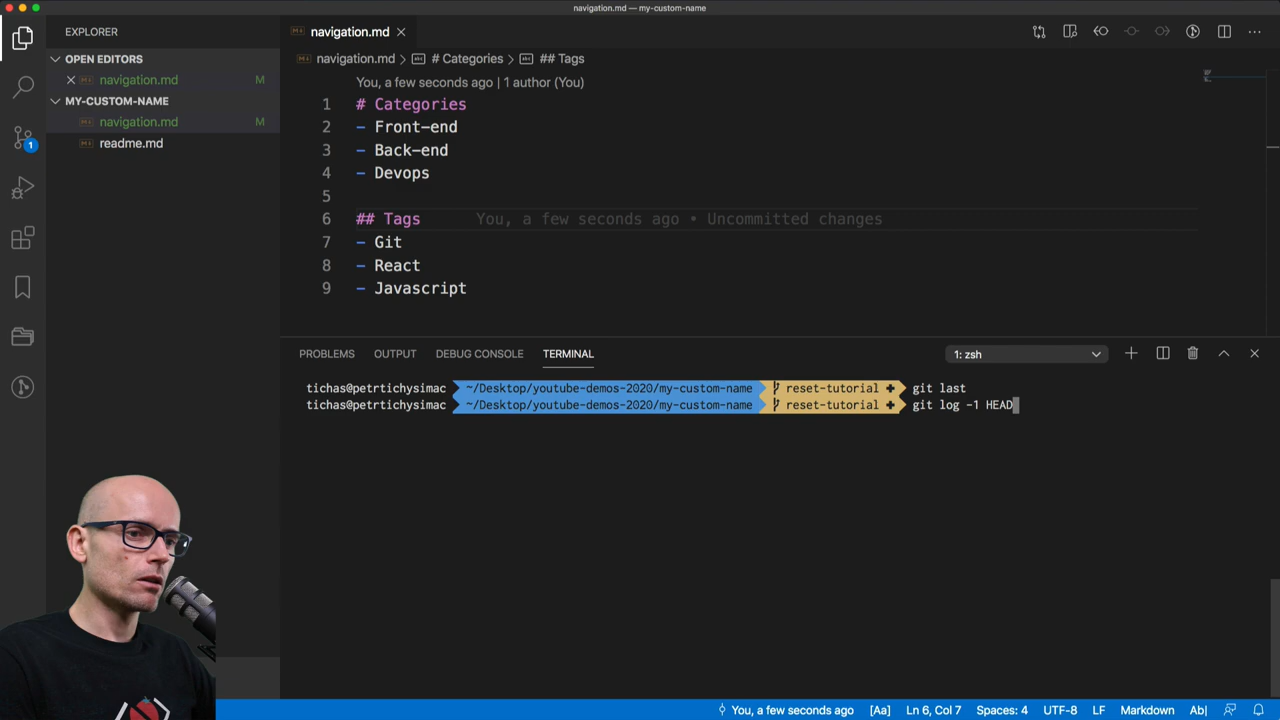 navigation.md — my-custom-name
EXPLORER
OPEN EDITORS
navigation.md M
MY-CUSTOM-NAME
navigation.md M
readme.md
1
navigation.md
navigation.md > # Categories > ## Tags
You, a few seconds ago | 1 author (You)
1 # Categories
2 - Front-end
3 - Back-end
4 - Devops
5
6 ## Tags You, a few seconds ago • Uncommitted changes
7 - Git
8 - React
9 - Javascript
PROBLEMS OUTPUT DEBUG CONSOLE TERMINAL 1: zsh
tichas@petrtichysimac ~/Desktop/youtube-demos-2020/my-custom-name reset-tutorial ✚ git last
tichas@petrtichysimac ~/Desktop/youtube-demos-2020/my-custom-name reset-tutorial ✚ git log -1 HEAD
You, a few seconds ago [Aa] Ln 6, Col 7 Spaces: 4 UTF-8 LF Markdown Ab|